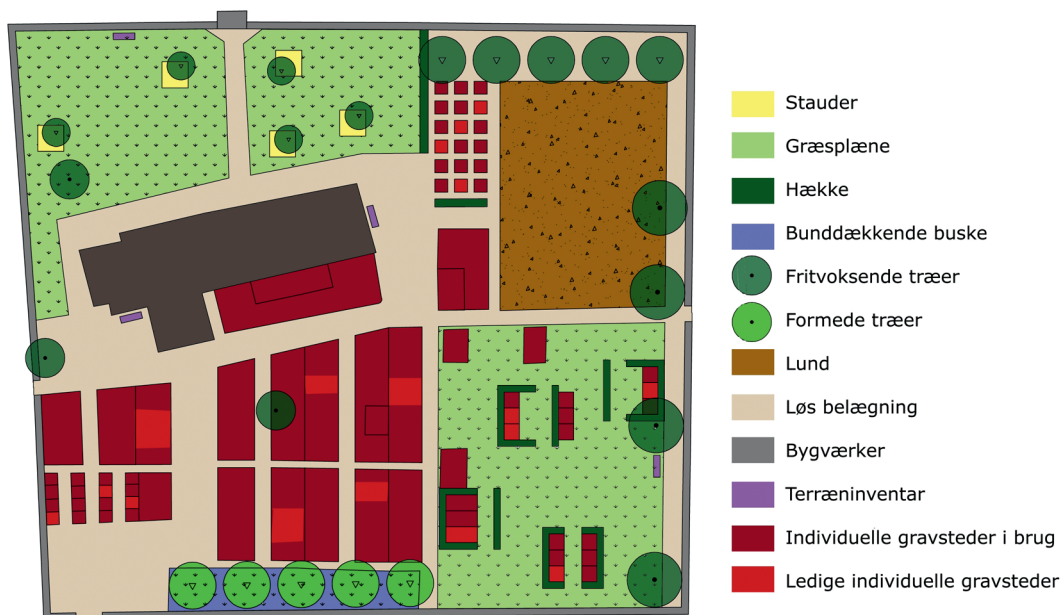 Stauder
Græsplæne
Hække
Bunddækkende buske
Fritvoksende træer
Formede træer
Lund
Løs belægning
Bygværker
Terræninventar
Individuelle gravsteder i brug
Ledige individuelle gravsteder